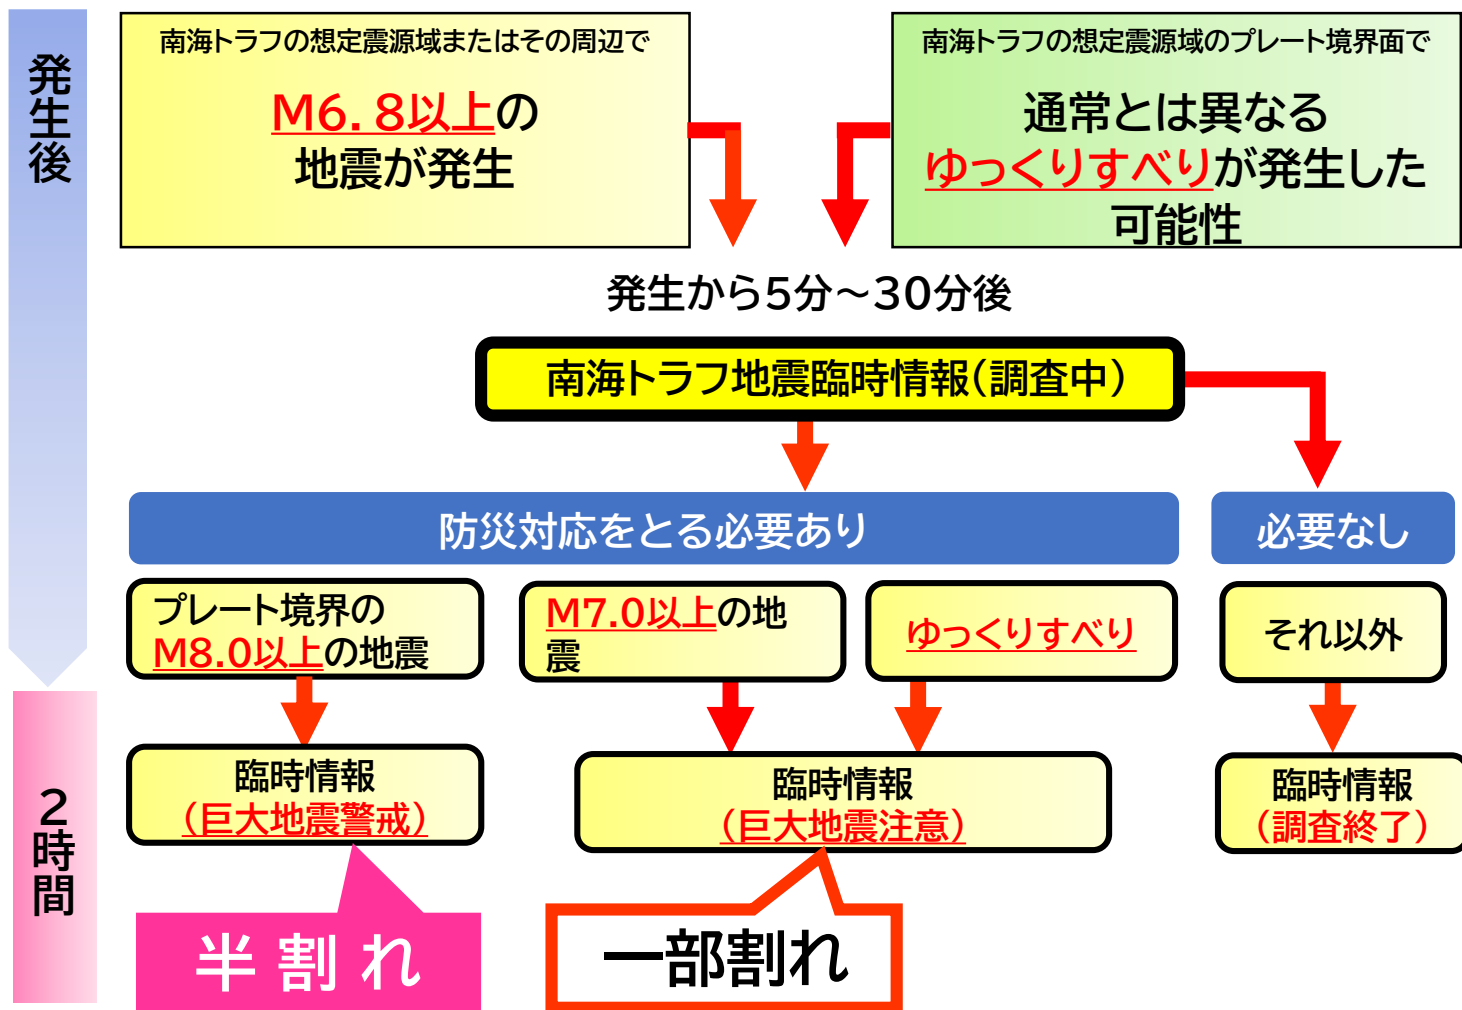 発生後
南海トラフの想定震源域またはその周辺で
M6.8以上の
地震が発生
南海トラフの想定震源域のプレート境界面で
通常とは異なる
ゆっくりすべりが発生した
可能性
発生から5分～30分後
南海トラフ地震臨時情報(調査中)
防災対応をとる必要あり
必要なし
プレート境界の
M8.0以上の地震
M7.0以上の地
震
ゆっくりすべり
それ以外
2時間
臨時情報
(巨大地震警戒)
臨時情報
(巨大地震注意)
臨時情報
(調査終了)
半割れ
一部割れ